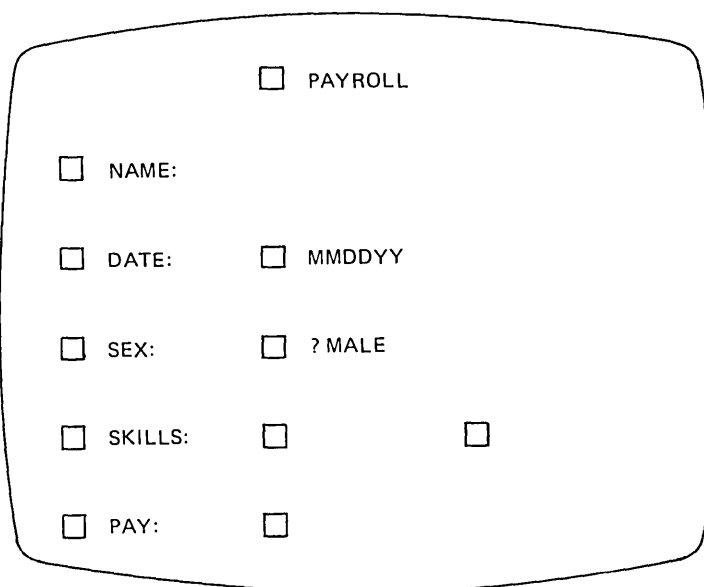 PAYROLL
NAME:
DATE: MMDDYY
SEX: ? MALE
SKILLS:
PAY: